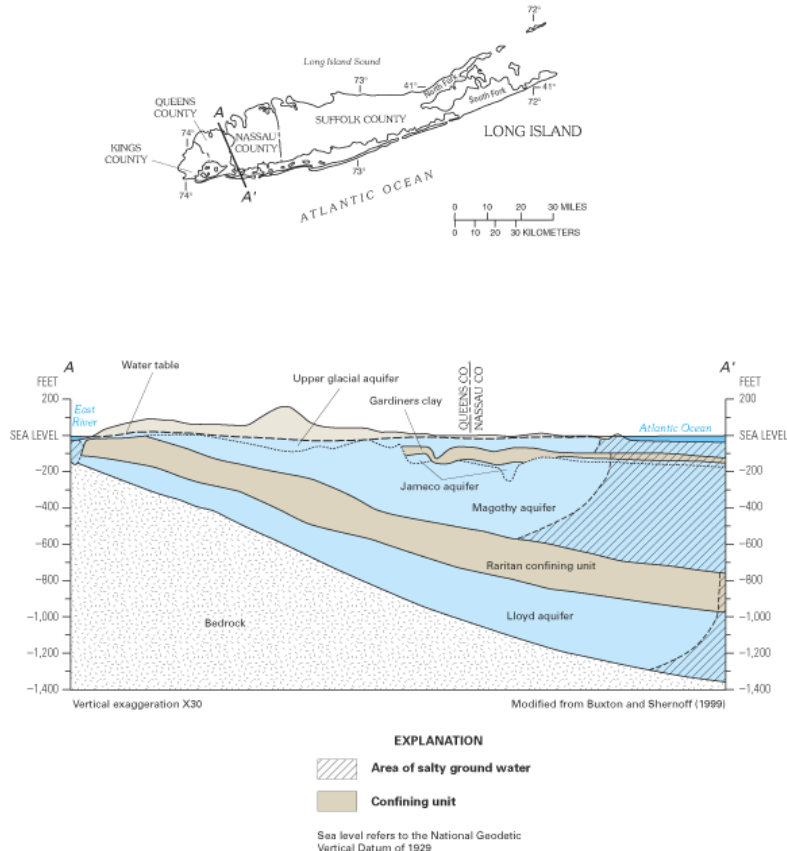 72°
Long Island Sound
73°
41°
North Fork
41°
South Fork
72°
QUEENS
COUNTY
A
SUFFOLK COUNTY
LONG ISLAND
74°
NASSAU
COUNTY
KINGS
COUNTY
73°
74°
A'
ATLANTIC OCEAN
0 10 20 30 MILES
0 10 20 30 KILOMETERS
A
A'
Water table
FEET
FEET
Upper glacial aquifer
QUEENS CO
NASSAU CO
200
200
Gardiners clay
East
River
Atlantic Ocean
SEA LEVEL
SEA LEVEL
−200
−200
Jameco aquifer
Magothy aquifer
−400
−400
−600
−600
Raritan confining unit
−800
−800
Lloyd aquifer
−1,000
−1,000
Bedrock
−1,200
−1,200
−1,400
−1,400
Vertical exaggeration X30
Modified from Buxton and Shernoff (1999)
EXPLANATION
Area of salty ground water
Confining unit
Sea level refers to the National Geodetic
Vertical Datum of 1929